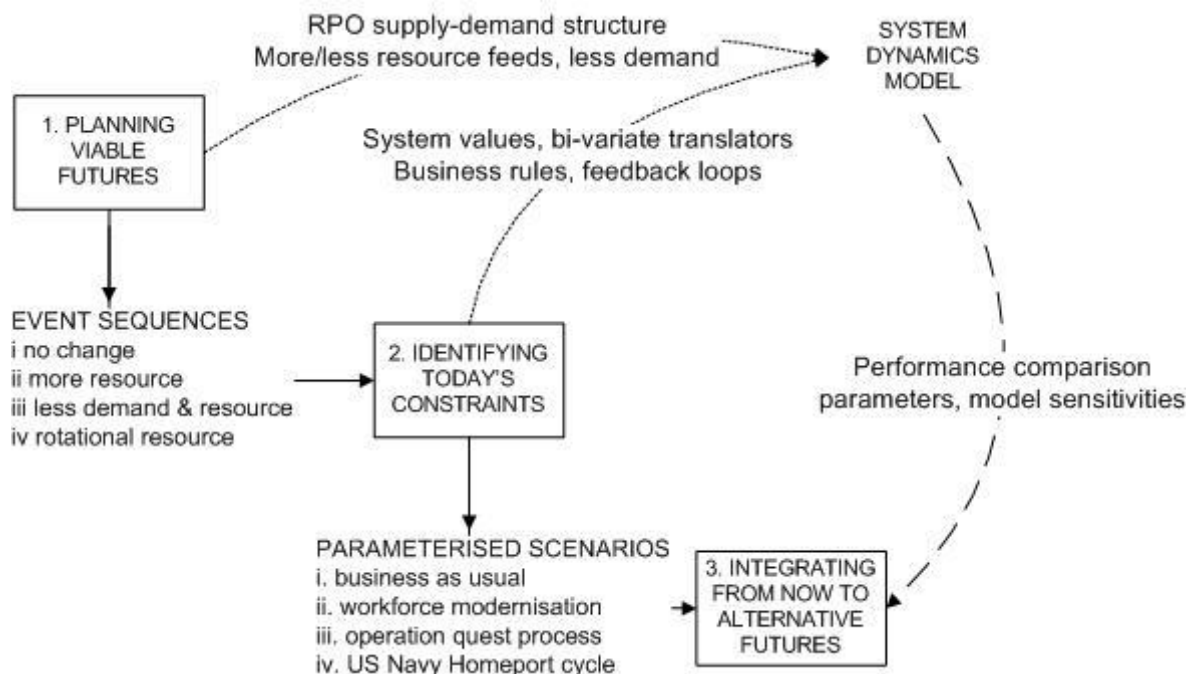 RPO supply-demand structure
More/less resource feeds, less demand
SYSTEM
DYNAMICS
MODEL
1. PLANNING
VIABLE
FUTURES
System values, bi-variate translators
Business rules, feedback loops
EVENT SEQUENCES
i no change
ii more resource
iii less demand & resource
iv rotational resource
2. IDENTIFYING
TODAY'S
CONSTRAINTS
Performance comparison
parameters, model sensitivities
PARAMETERISED SCENARIOS
i. business as usual
ii. workforce modernisation
iii. operation quest process
iv. US Navy Homeport cycle
3. INTEGRATING
FROM NOW TO
ALTERNATIVE
FUTURES